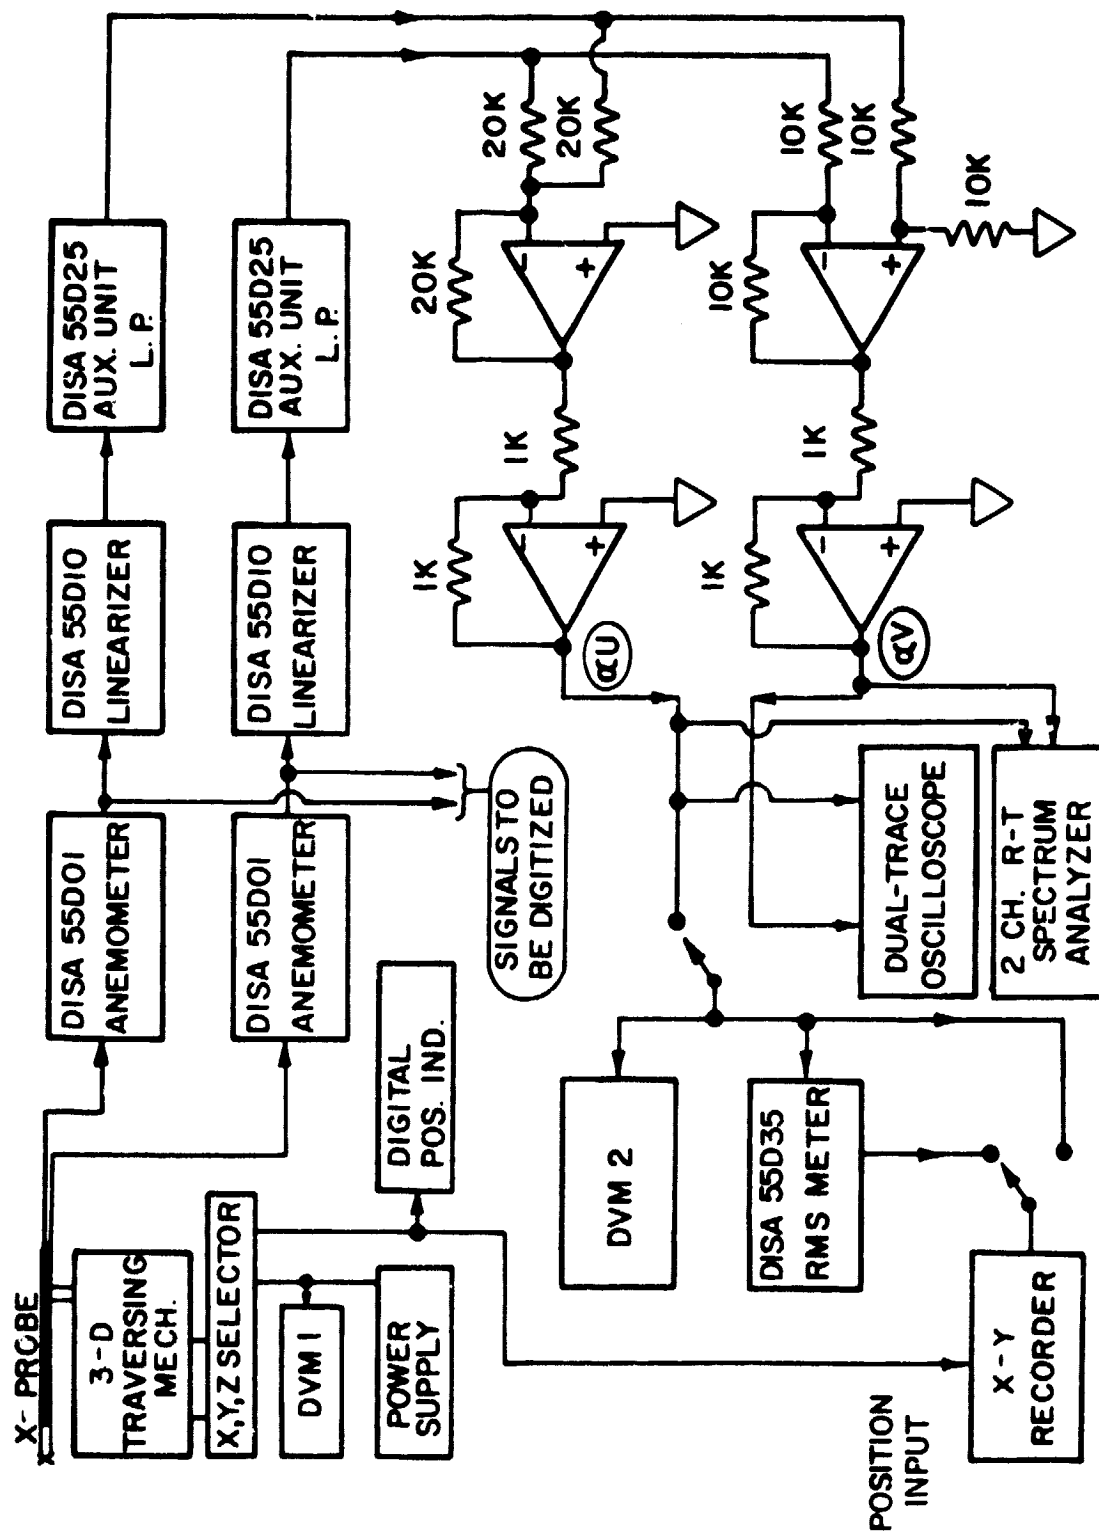 X-PROBE
x
3-D
TRAVERSING
MECH.
X,Y,Z SELECTOR
DVM 1
POWER
SUPPLY
DIGITAL
POS. IND.
DISA 55D01
ANEMOMETER
DISA 55D10
LINEARIZER
DISA 55D25
AUX. UNIT
L.P.
DISA 55D01
ANEMOMETER
DISA 55D10
LINEARIZER
DISA 55D25
AUX. UNIT
L.P.
SIGNALS TO
BE DIGITIZED
1K
1K
20K
20K
20K
−
+
−
+
αU
DVM 2
DISA 55D35
RMS METER
1K
1K
10K
10K
10K
10K
−
+
−
+
αV
DUAL-TRACE
OSCILLOSCOPE
2 CH. R-T
SPECTRUM
ANALYZER
POSITION
INPUT
X-Y
RECORDER